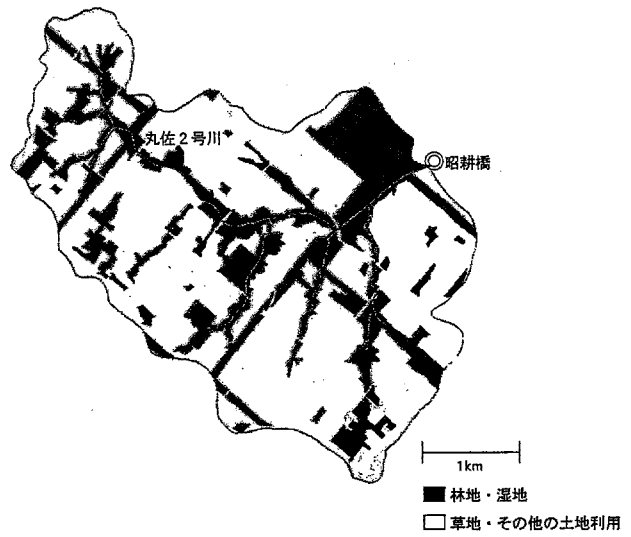 丸佐2号川
昭耕橋
1km
林地・湿地
草地・その他の土地利用